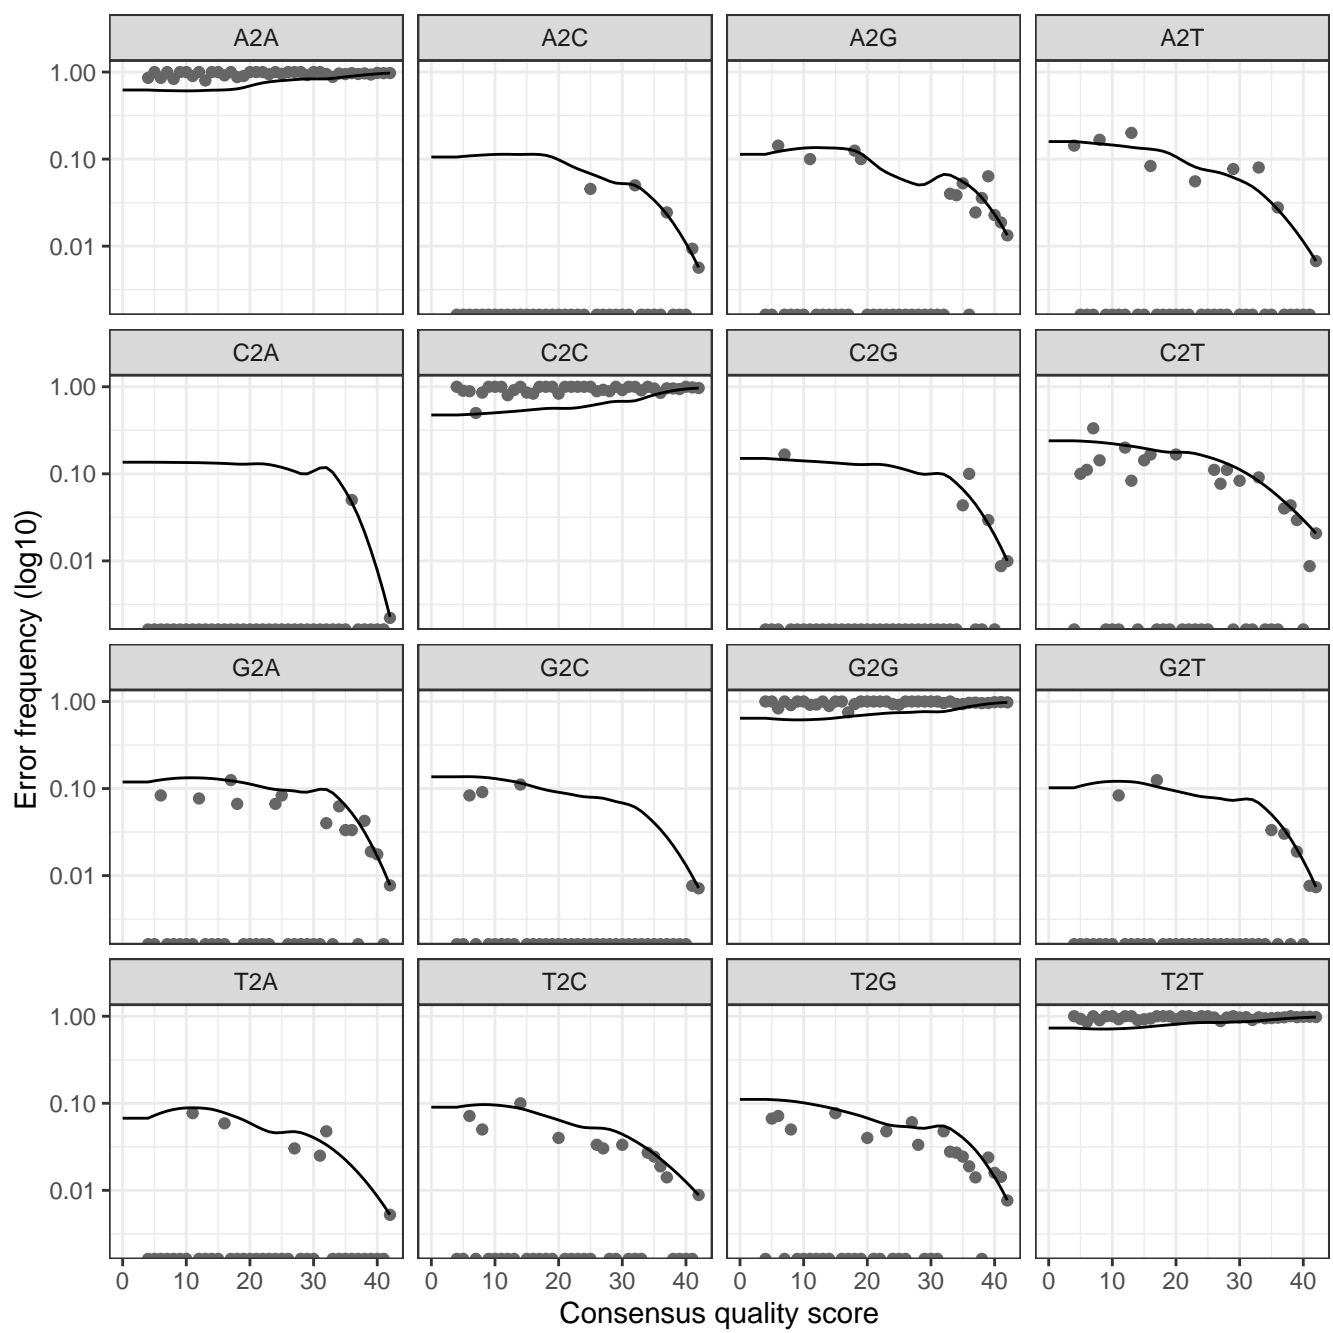 A2A A2C A2G A2T
1.00
0.10
0.01
C2A C2C C2G C2T
1.00
0.10
0.01
G2A G2C G2G G2T
1.00
0.10
0.01
T2A T2C T2G T2T
1.00
0.10
0.01
0 10 20 30 40 0 10 20 30 40 0 10 20 30 40 0 10 20 30 40
Consensus quality score
Error frequency (log10)